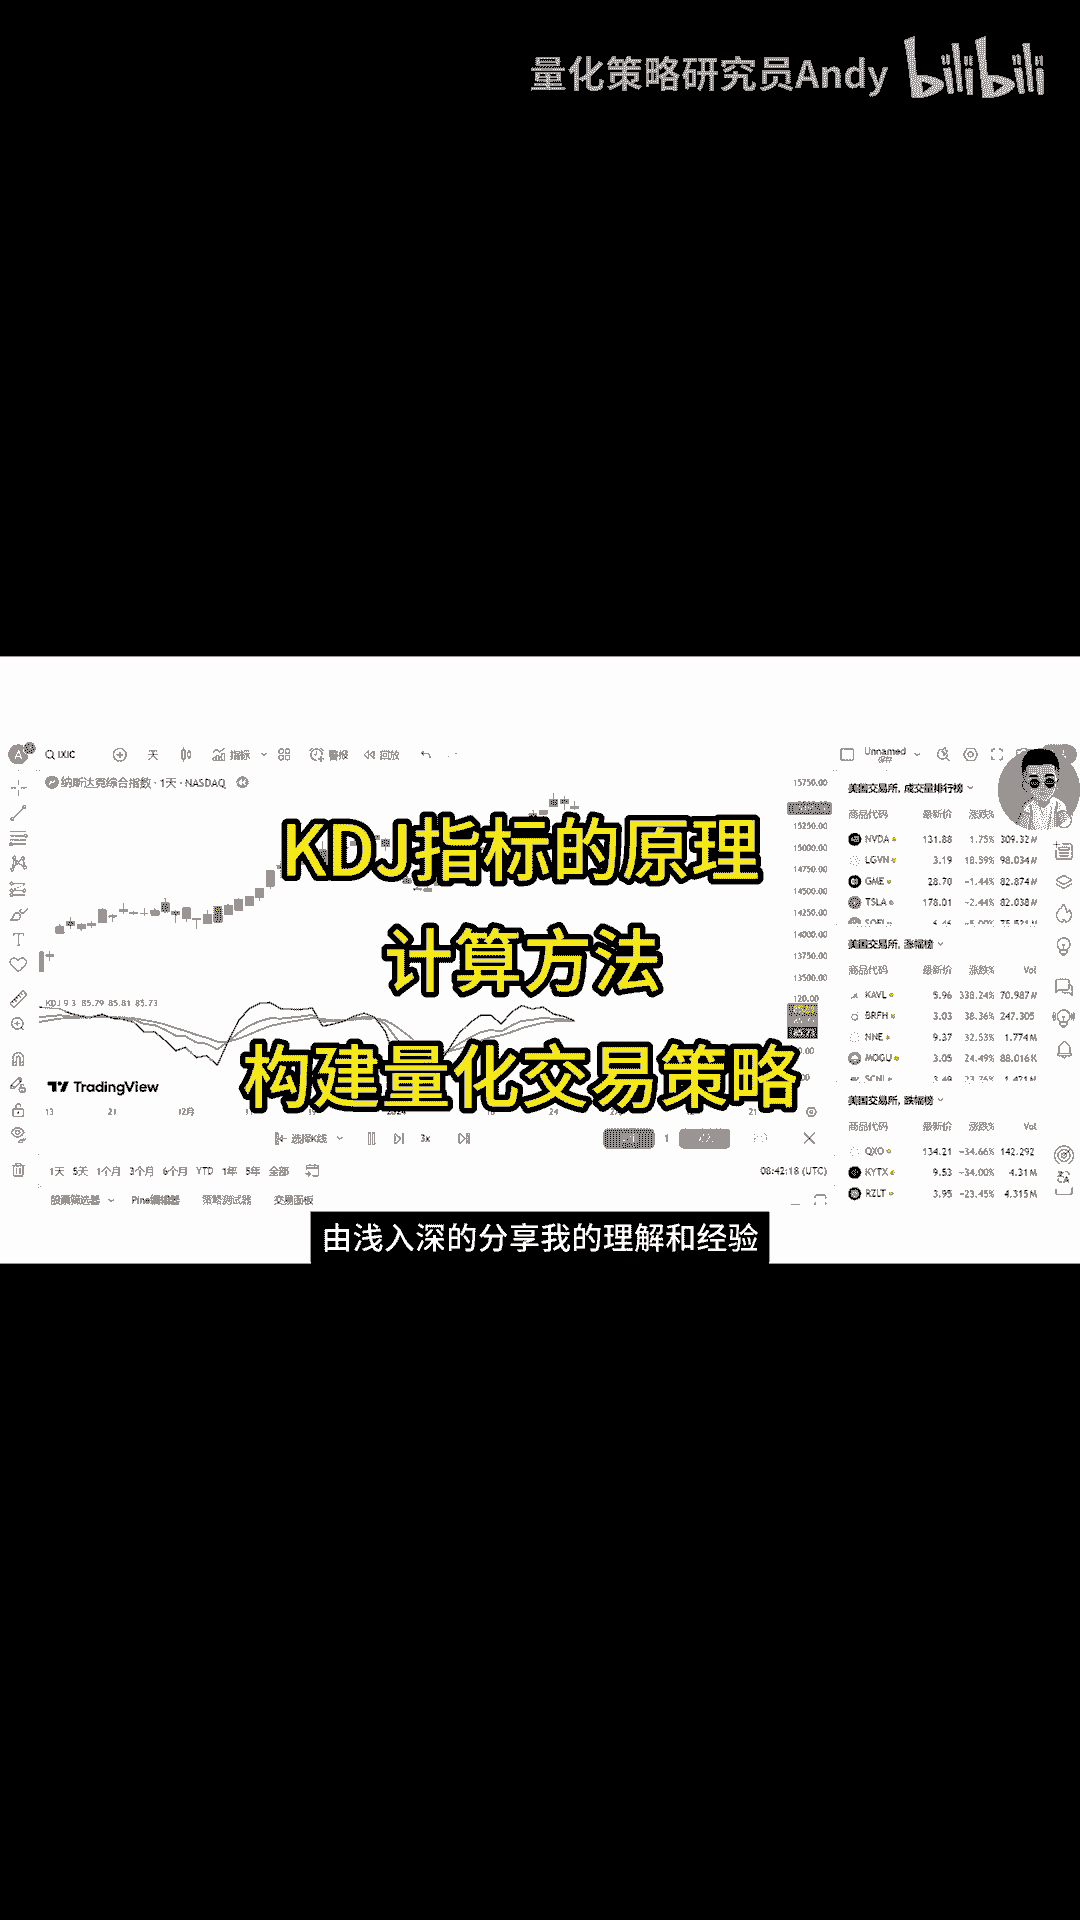 量化策略研究员Andy bilibili
IXIC 天 指标 警报 回放 Unnamed
保存
纳斯达克综合指数 · 1天 · NASDAQ
15750.00
15250.00
15000.00
14750.00
14500.00
14250.00
14000.00
13750.00
13500.00
120.00
美国交易所, 成交量排行榜
商品代码 最新价 涨跌%
NVDA 131.88 1.75% 309.32M
LGVN 3.19 18.59% 98.034M
GME 28.70 -1.44% 82.874M
TSLA 178.01 -2.44% 82.038M
美国交易所, 涨幅榜
商品代码 最新价 涨跌% Vol
KAVL 5.96 338.24% 70.987M
BRFH 3.03 38.36% 247.305
NNE 9.37 32.53% 1.774M
MOGU 3.05 24.49% 88.016K
美国交易所, 跌幅榜
商品代码 最新价 涨跌% Vol
QXO 134.21 -34.66% 142.292
KYTX 9.53 -34.00% 4.31M
RZLT 3.95 -23.45% 4.315M
KDJ指标的原理
计算方法
构建量化交易策略
KDJ 9 3 85.79 85.81 85.73
TradingView
13 21 12月
24
选择K线 3x
1天 5天 1个月 3个月 6个月 YTD 1年 5年 全部 08:42:18 (UTC)
股票筛选器 Pine编辑器 策略测试器 交易面板
由浅入深的分享我的理解和经验